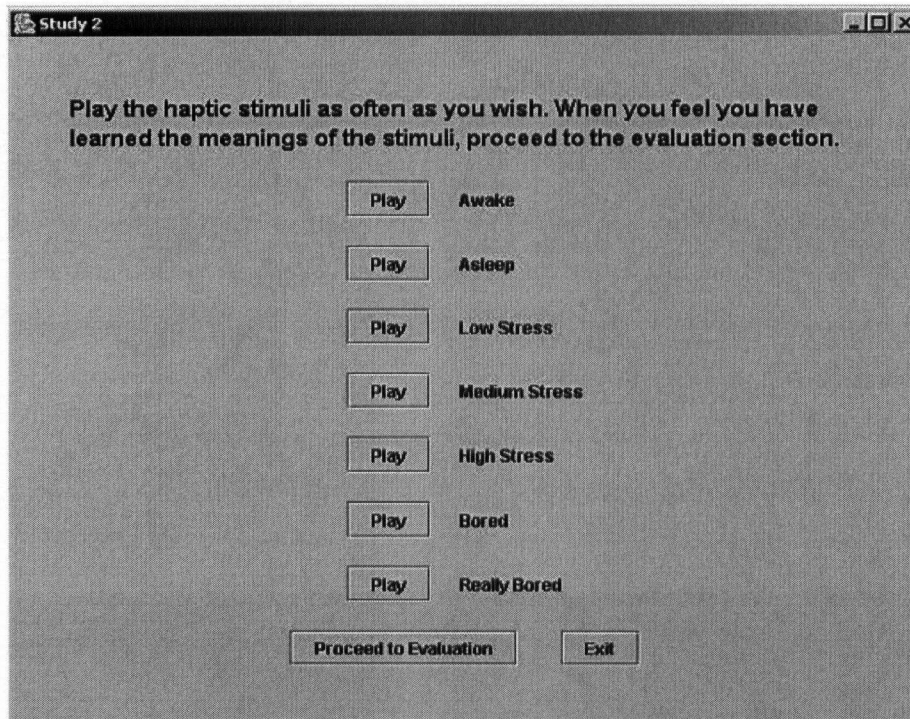 Study 2
Play the haptic stimuli as often as you wish. When you feel you have
learned the meanings of the stimuli, proceed to the evaluation section.
Play Awake
Play Asleep
Play Low Stress
Play Medium Stress
Play High Stress
Play Bored
Play Really Bored
Proceed to Evaluation Exit